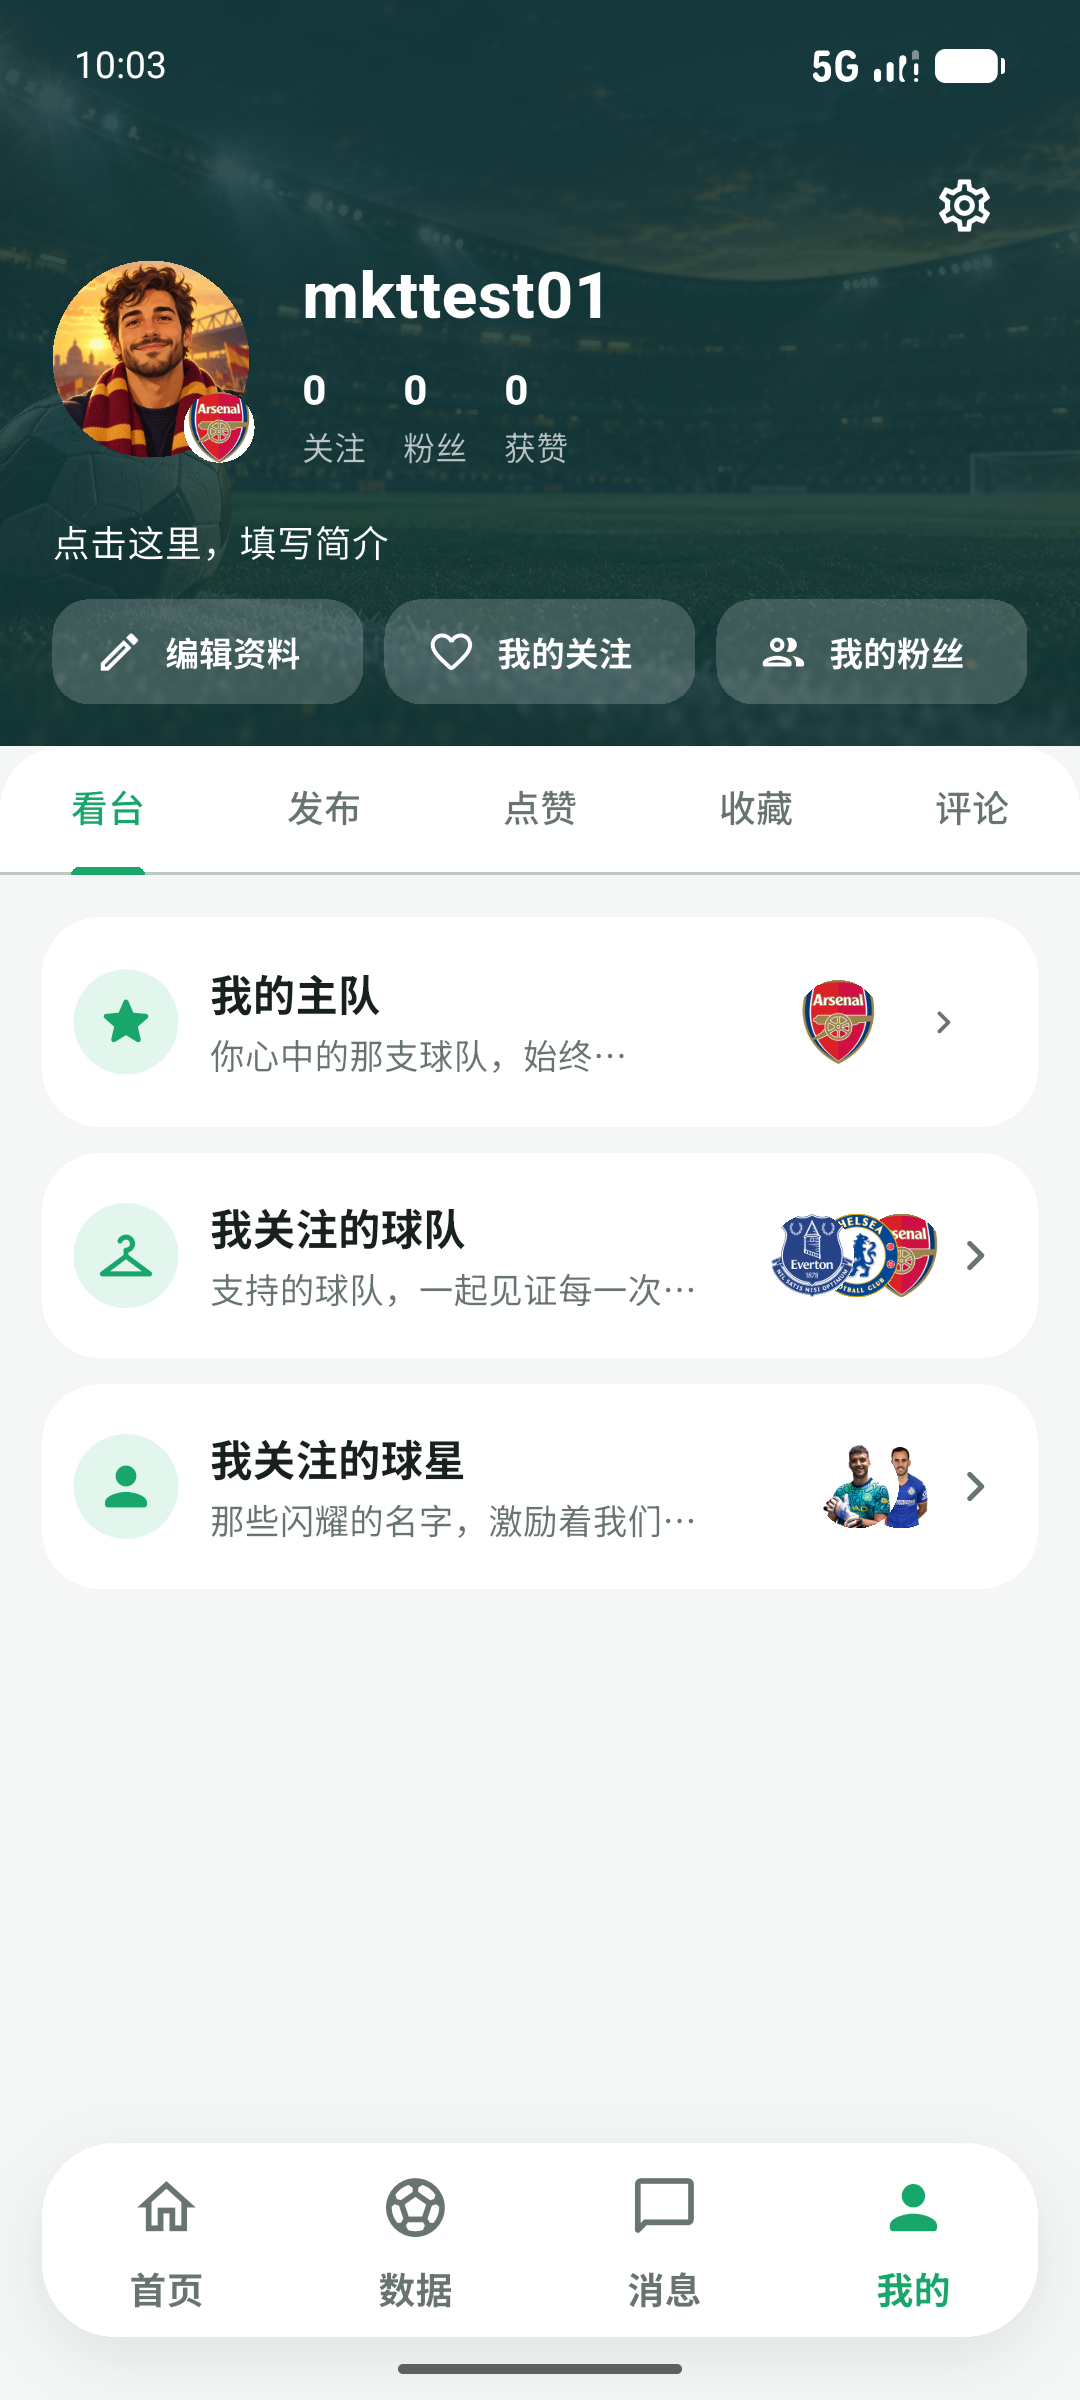 10:03
5G
mkttest01
0 0 0
关注 粉丝 获赞
Arsenal
点击这里，填写简介
编辑资料 我的关注 我的粉丝
看台 发布 点赞 收藏 评论
我的主队
你心中的那支球队，始终…
Arsenal
我关注的球队
支持的球队，一起见证每一次…
Everton
1878
NIL SATIS NISI OPTIMUM
我关注的球星
那些闪耀的名字，激励着我们…
首页 数据 消息 我的